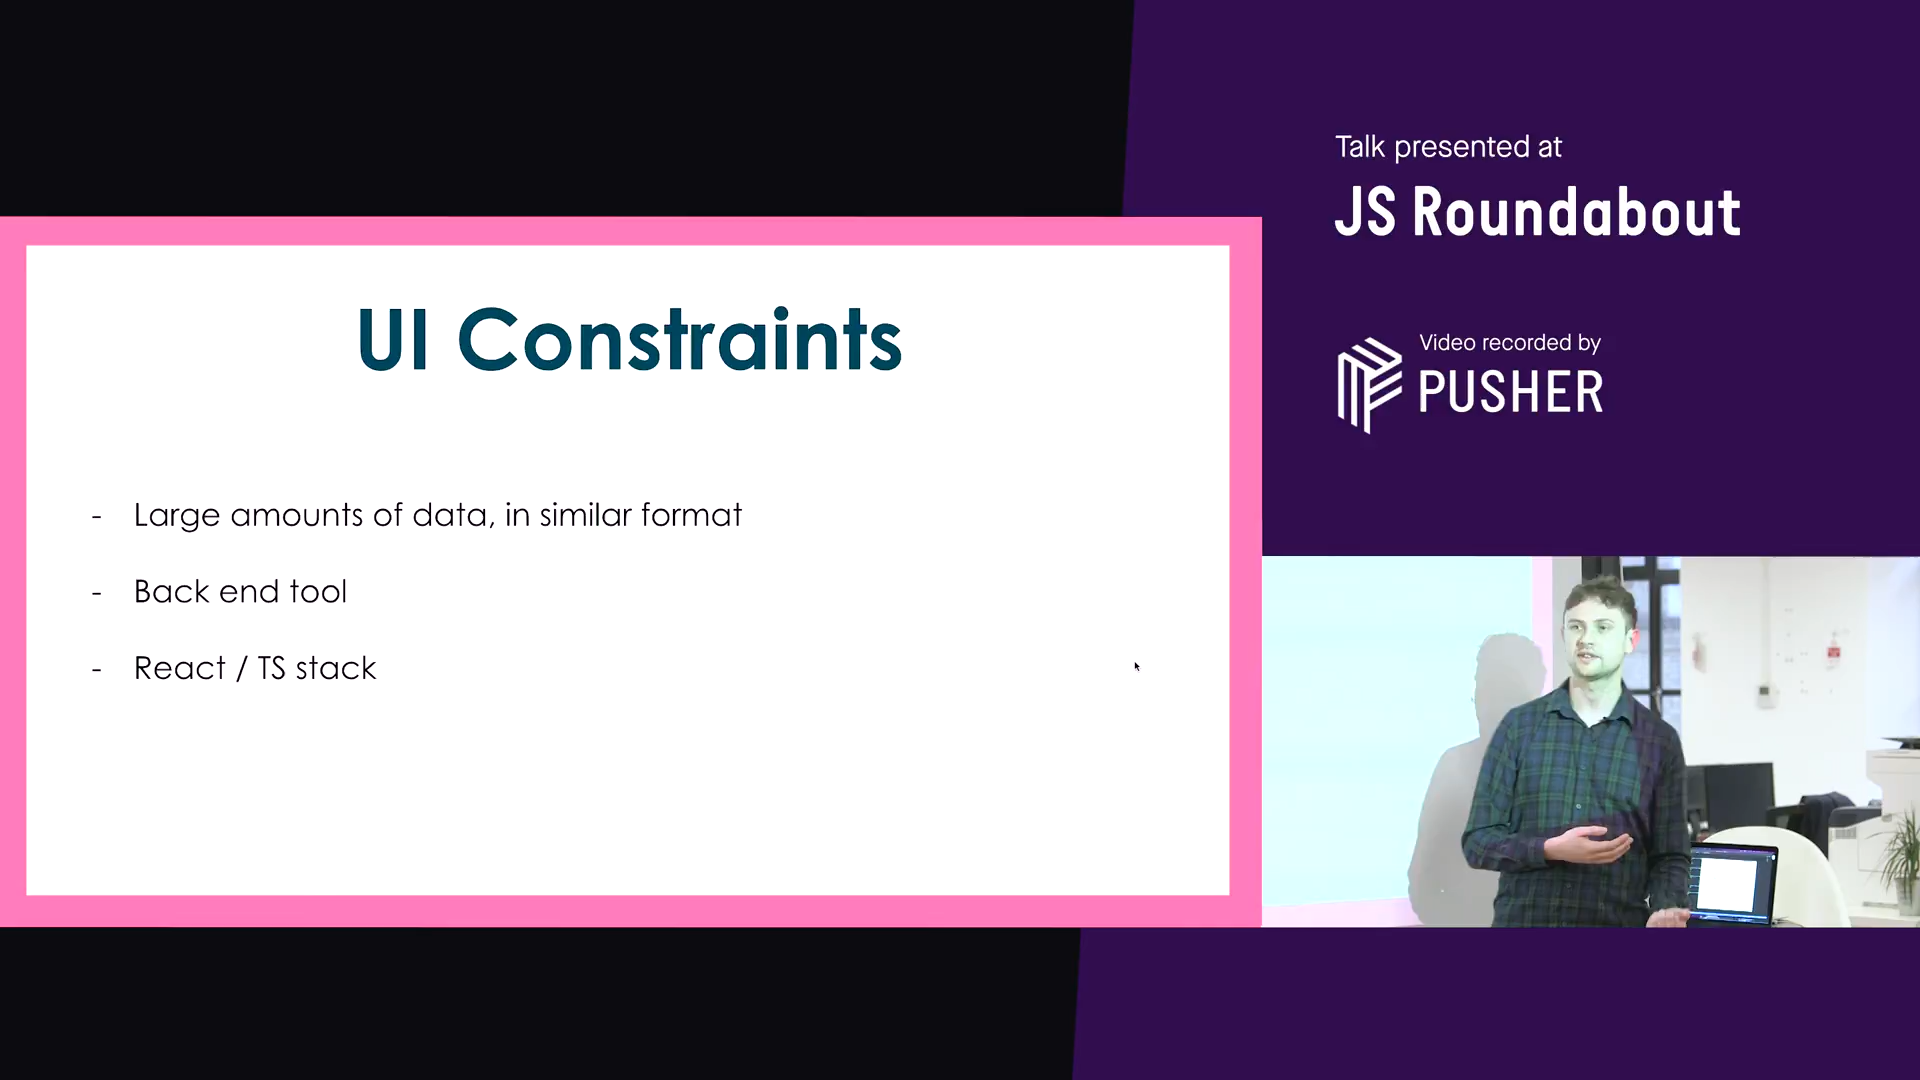 UI Constraints
- Large amounts of data, in similar format
- Back end tool
- React / TS stack
Talk presented at
JS Roundabout
Video recorded by
PUSHER